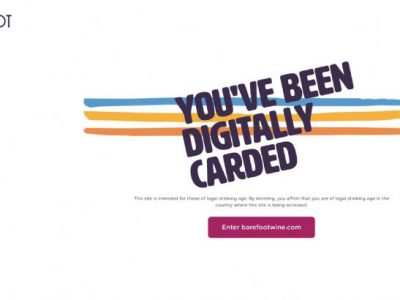 OT
YOU'VE BEEN
DIGITALLY
CARDED
This site is intended for those of legal drinking age. By entering, you affirm that you are of legal drinking age in the
country where this site is being accessed.
Enter barefootwine.com